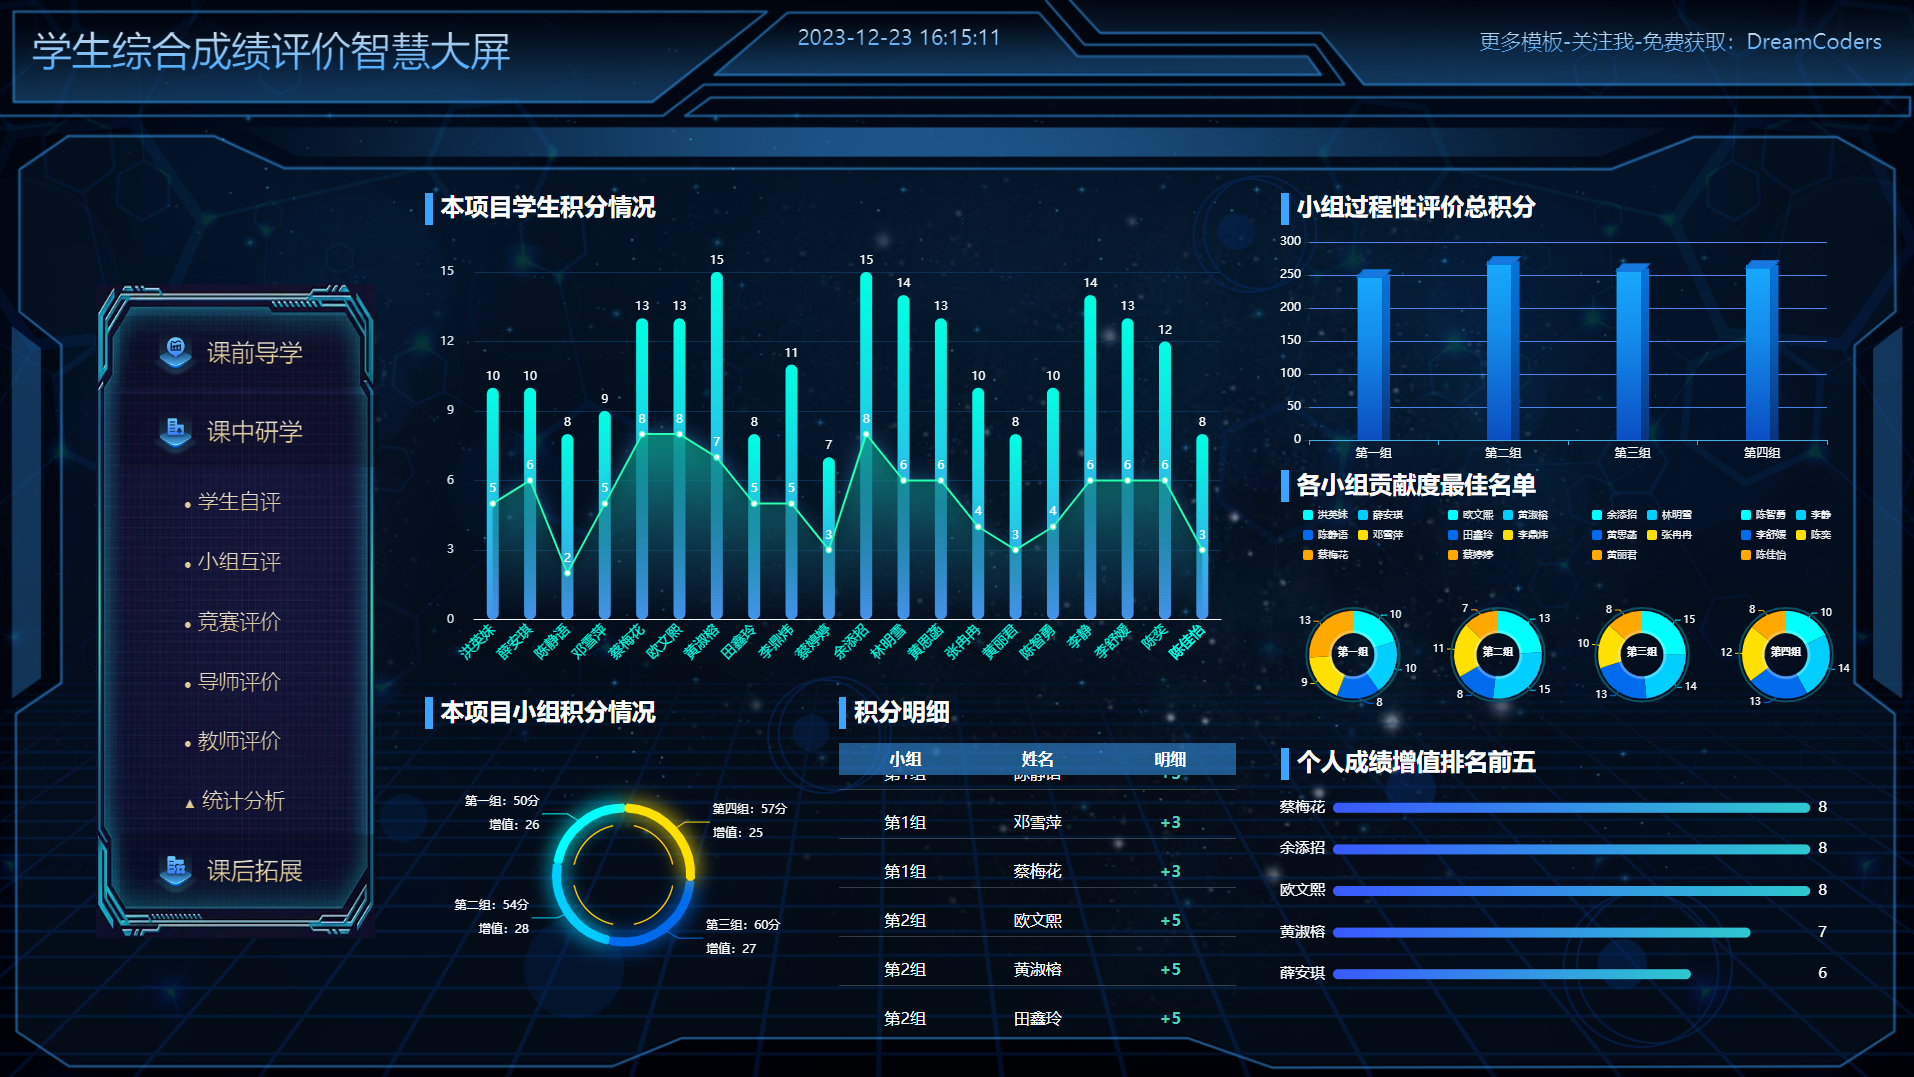 学生综合成绩评价智慧大屏
2023-12-23 16:15:11
更多模板-关注我-免费获取：DreamCoders
课前导学
课中研学
• 学生自评
• 小组互评
• 竞赛评价
• 导师评价
• 教师评价
▲ 统计分析
课后拓展
本项目学生积分情况
15
12
9
6
3
0
10 10 8 9 13 13 15 8 11 7 15 14 13 10 8 10 14 13 12 8
5 6 2 5 8 8 7 5 5 3 8 6 6 4 3 4 6 6 6 3
洪英妹 薛安琪 陈静语 邓雪萍 蔡梅花 欧文熙 黄淑榕 田鑫玲 李鼎炜 蔡婷婷 余添招 林明雪 黄思菡 张冉冉 黄丽君 陈智勇 李静 李舒媛 陈奕 陈佳怡
本项目小组积分情况
第一组：50分
增值：26
第四组：57分
增值：25
第二组：54分
增值：28
第三组：60分
增值：27
积分明细
小组 姓名 明细
第1组 陈静语 +3
第1组 邓雪萍 +3
第1组 蔡梅花 +3
第2组 欧文熙 +5
第2组 黄淑榕 +5
第2组 田鑫玲 +5
小组过程性评价总积分
300
250
200
150
100
50
0
第一组 第二组 第三组 第四组
各小组贡献度最佳名单
洪英妹 薛安琪
陈静语 邓雪萍
蔡梅花
欧文熙 黄淑榕
田鑫玲 李鼎炜
蔡婷婷
余添招 林明雪
黄思菡 张冉冉
黄丽君
陈智勇 李静
李舒媛 陈奕
陈佳怡
第一组
10
10
8
9
13
第二组
13
15
8
11
7
第三组
15
14
13
10
8
第四组
10
14
13
12
8
个人成绩增值排名前五
蔡梅花 8
余添招 8
欧文熙 8
黄淑榕 7
薛安琪 6